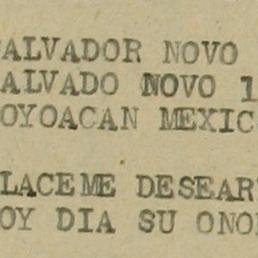 ALVADOR NOVO
ALVADO NOVO 1
OYOACAN MEXIC
LACEME DESEAR
OY DIA SU ONO